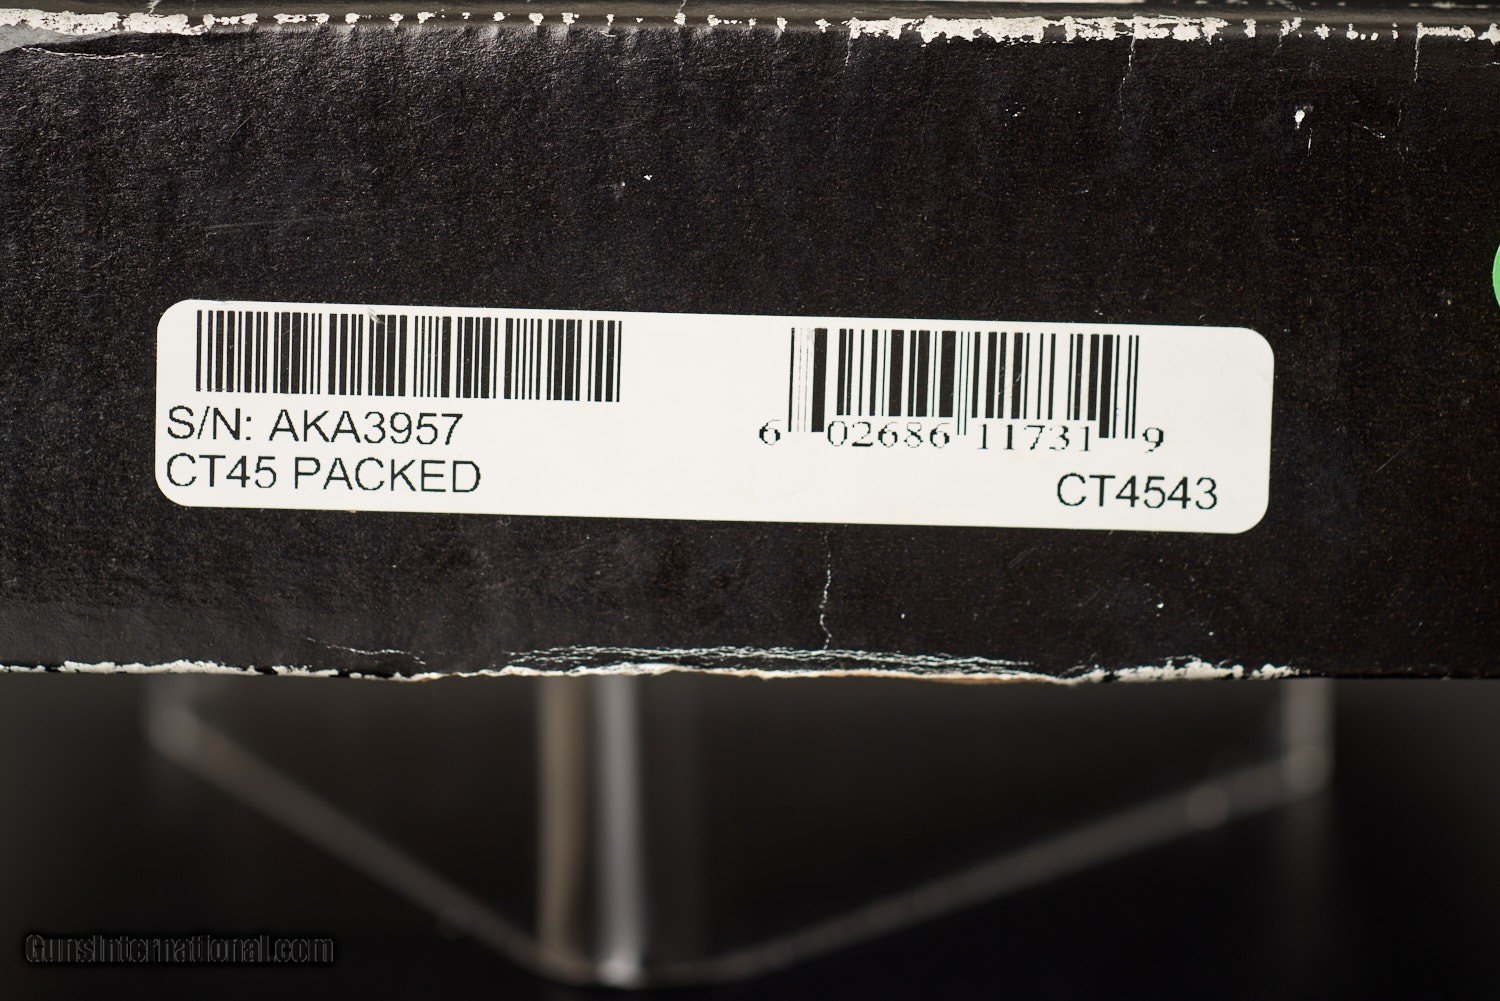 S/N: AKA3957
CT45 PACKED
6 02686 11731 9
CT4543
GunsInternational.com